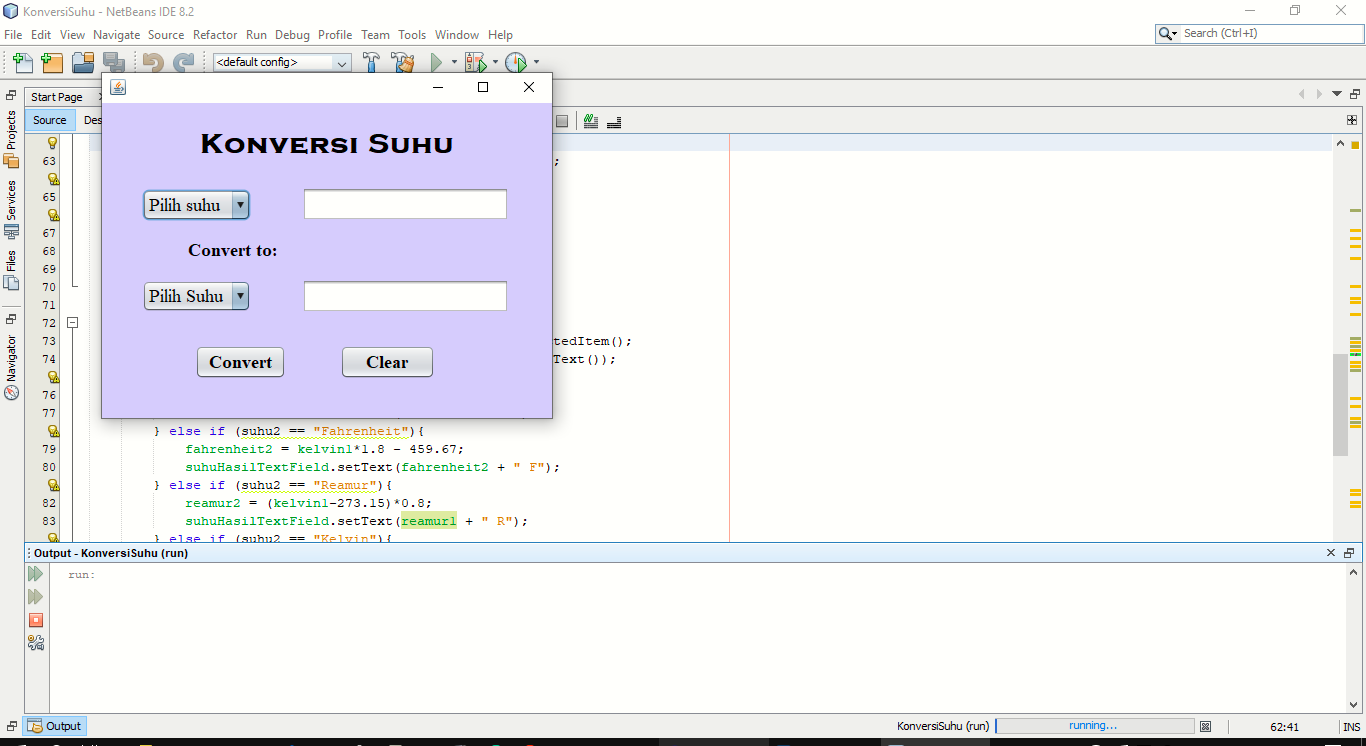 KonversiSuhu - NetBeans IDE 8.2
File Edit View Navigate Source Refactor Run Debug Profile Team Tools Window Help
Search (Ctrl+I)
<default config>
Start Page
Source Des
Projects
Services
Files
Navigator
Konversi Suhu
Pilih suhu
Convert to:
Pilih Suhu
Convert Clear
63 ;
65
67
68
69
70
71
72
73 tedItem();
74 Text());
76
77
} else if (suhu2 == "Fahrenheit"){
79 fahrenheit2 = kelvin1*1.8 - 459.67;
80 suhuHasilTextField.setText(fahrenheit2 + " F");
} else if (suhu2 == "Reamur"){
82 reamur2 = (kelvin1-273.15)*0.8;
83 suhuHasilTextField.setText(reamur1 + " R");
} else if (suhu2 == "Kelvin"){
Output - KonversiSuhu (run)
run:
Output
KonversiSuhu (run) running... 62:41 INS